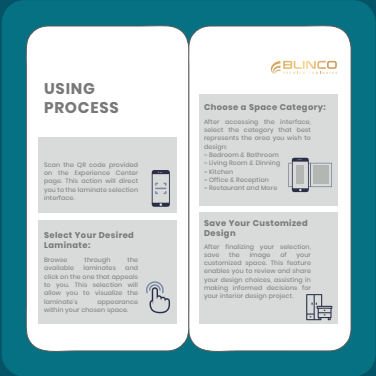 USING
PROCESS
Scan the QR code provided
on the Experience Center
page. This action will direct
you to the laminate selection
interface.
Select Your Desired
Laminate:
Browse through the
available laminates and
click on the one that appeals
to you. This selection will
allow you to visualize the
laminate's appearance
within your chosen space.
BLINCO
Choose a Space Category:
After accessing the interface,
select the category that best
represents the area you wish to
design:
- Bedroom & Bathroom
- Living Room & Dinning
- Kitchen
- Office & Reception
- Restaurant and More
Save Your Customized
Design
After finalizing your selection,
save the image of your
customized space. This feature
enables you to review and share
your design choices, assisting in
making informed decisions for
your interior design project.